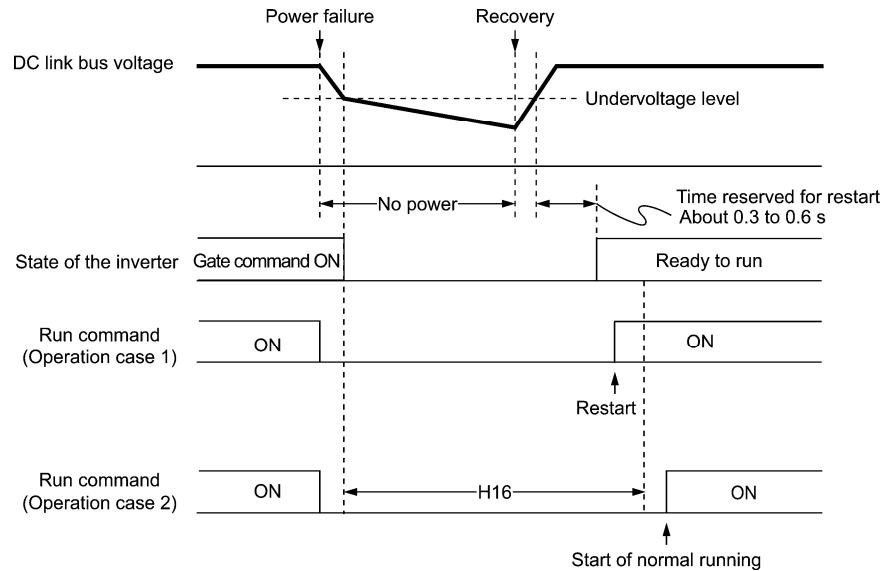 Power failure
Recovery
DC link bus voltage
Undervoltage level
No power
Time reserved for restart
About 0.3 to 0.6 s
State of the inverter
Gate command ON
Ready to run
Run command
(Operation case 1)
ON
ON
Restart
Run command
(Operation case 2)
ON
H16
ON
Start of normal running